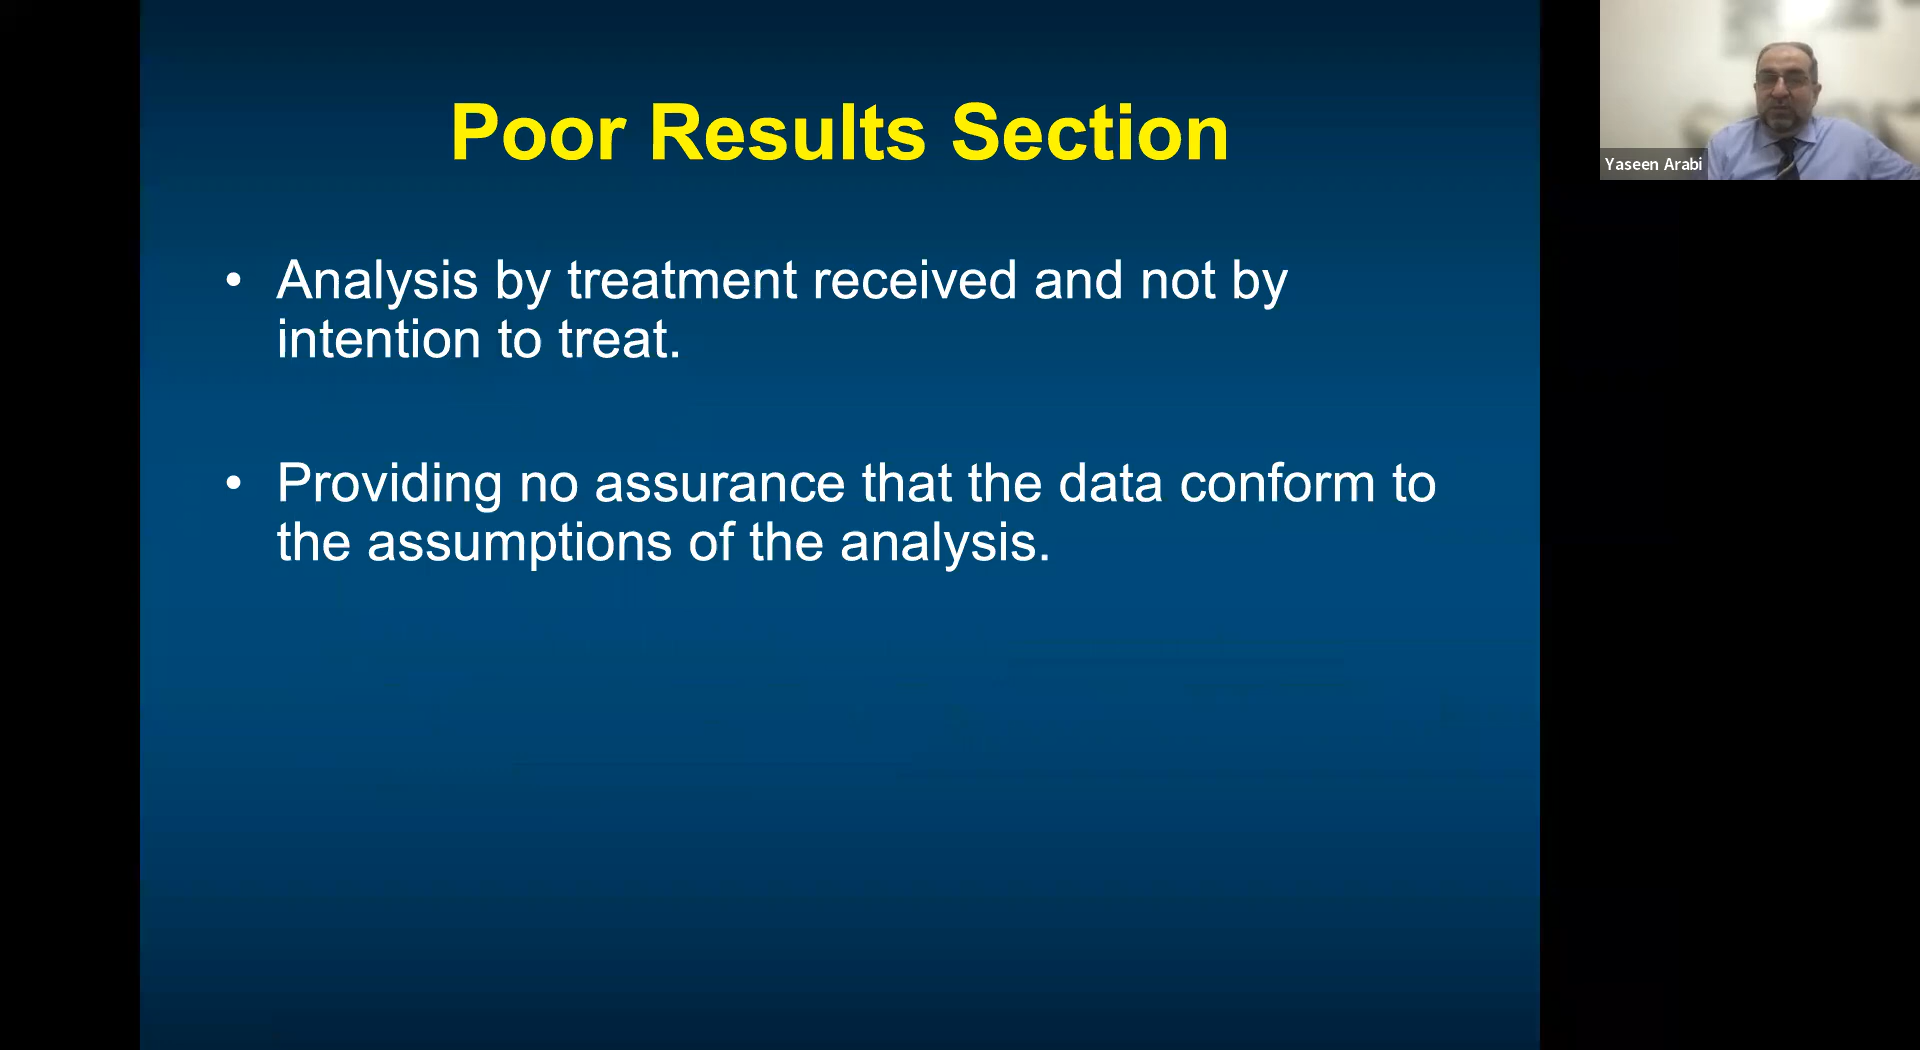 Poor Results Section
• Analysis by treatment received and not by
intention to treat.
• Providing no assurance that the data conform to
the assumptions of the analysis.
Yaseen Arabi